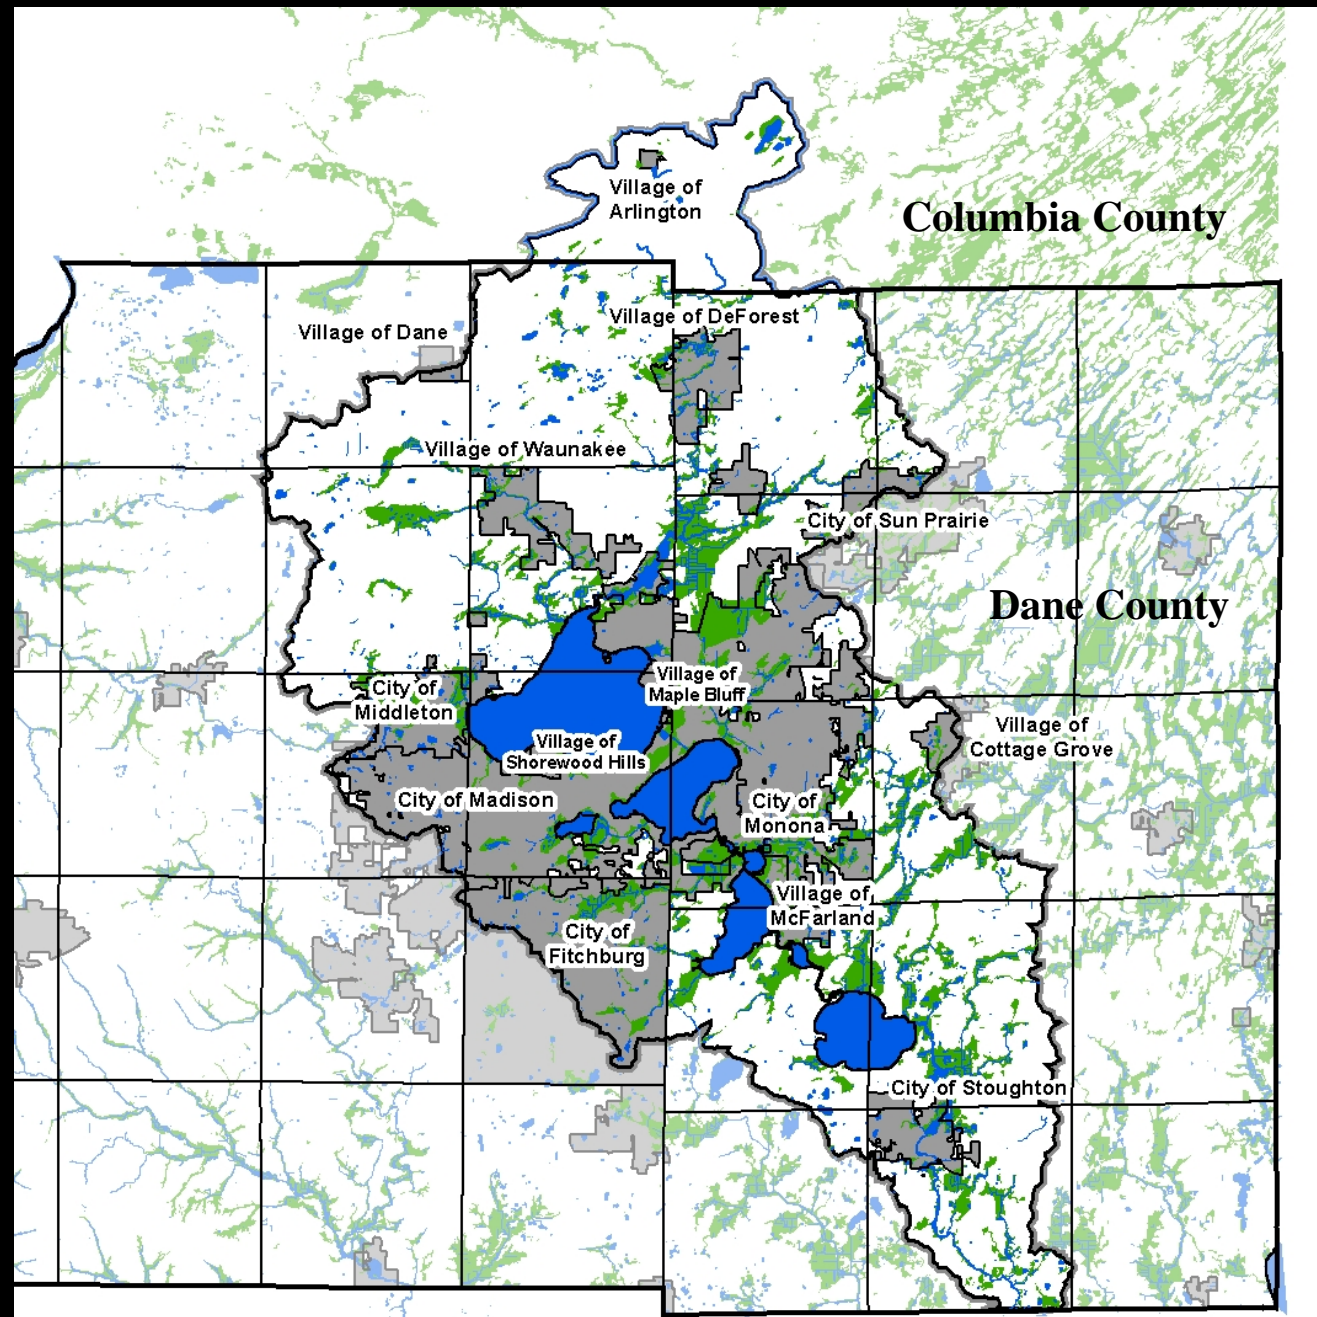 Village of
Arlington
Columbia County
Village of DeForest
Village of Dane
Village of Waunakee
City of Sun Prairie
Dane County
Village of
Maple Bluff
City of
Middleton
Village of
Cottage Grove
Village of
Shorewood Hills
City of Madison
City of
Monona
Village of
McFarland
City of
Fitchburg
City of Stoughton